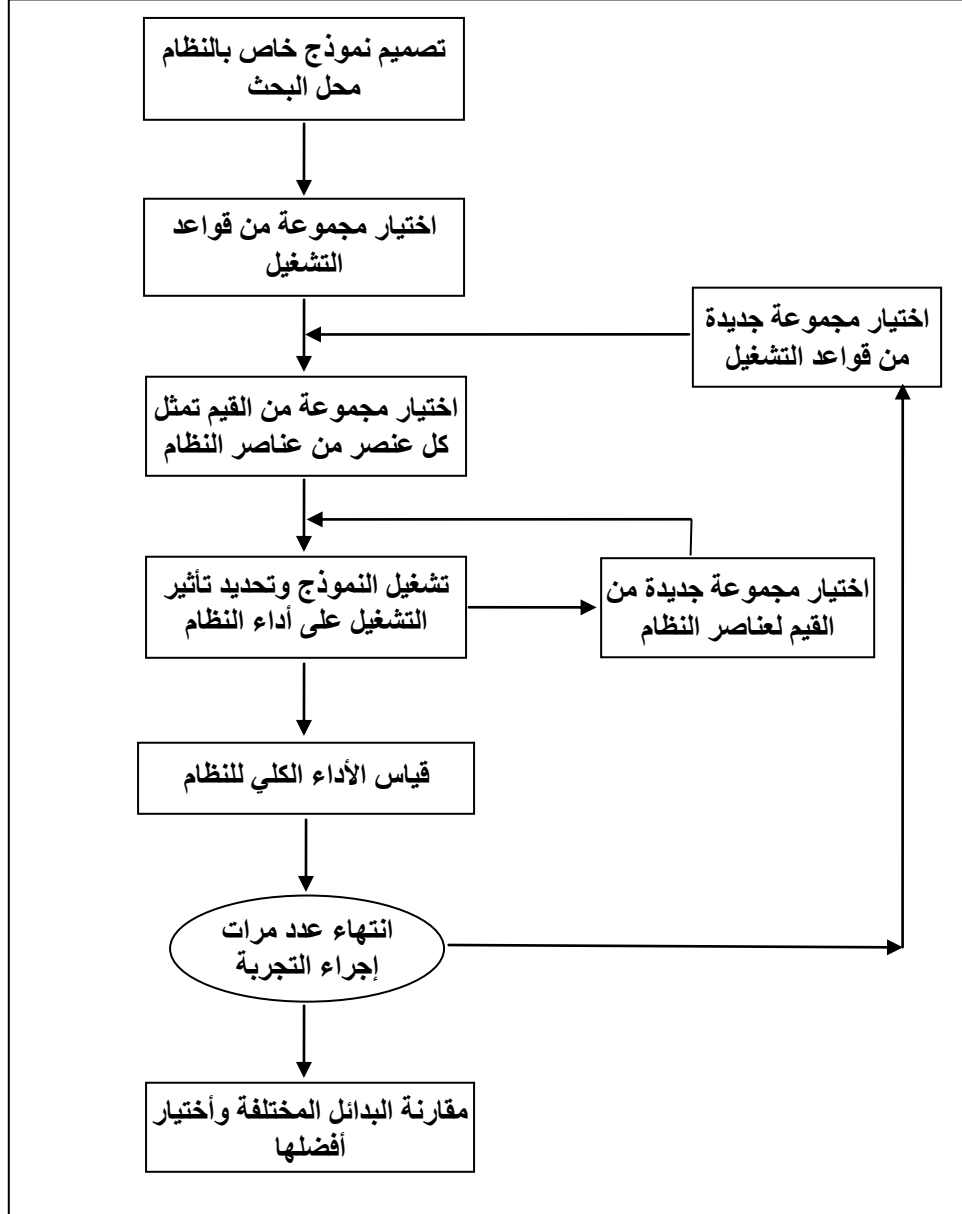 تصميم نموذج خاص بالنظام
محل البحث
اختيار مجموعة من قواعد
التشغيل
اختيار مجموعة جديدة
من قواعد التشغيل
اختيار مجموعة من القيم تمثل
كل عنصر من عناصر النظام
تشغيل النموذج وتحديد تأثير
التشغيل على أداء النظام
اختيار مجموعة جديدة من
القيم لعناصر النظام
قياس الأداء الكلي للنظام
انتهاء عدد مرات
إجراء التجربة
مقارنة البدائل المختلفة وأختيار
أفضلها